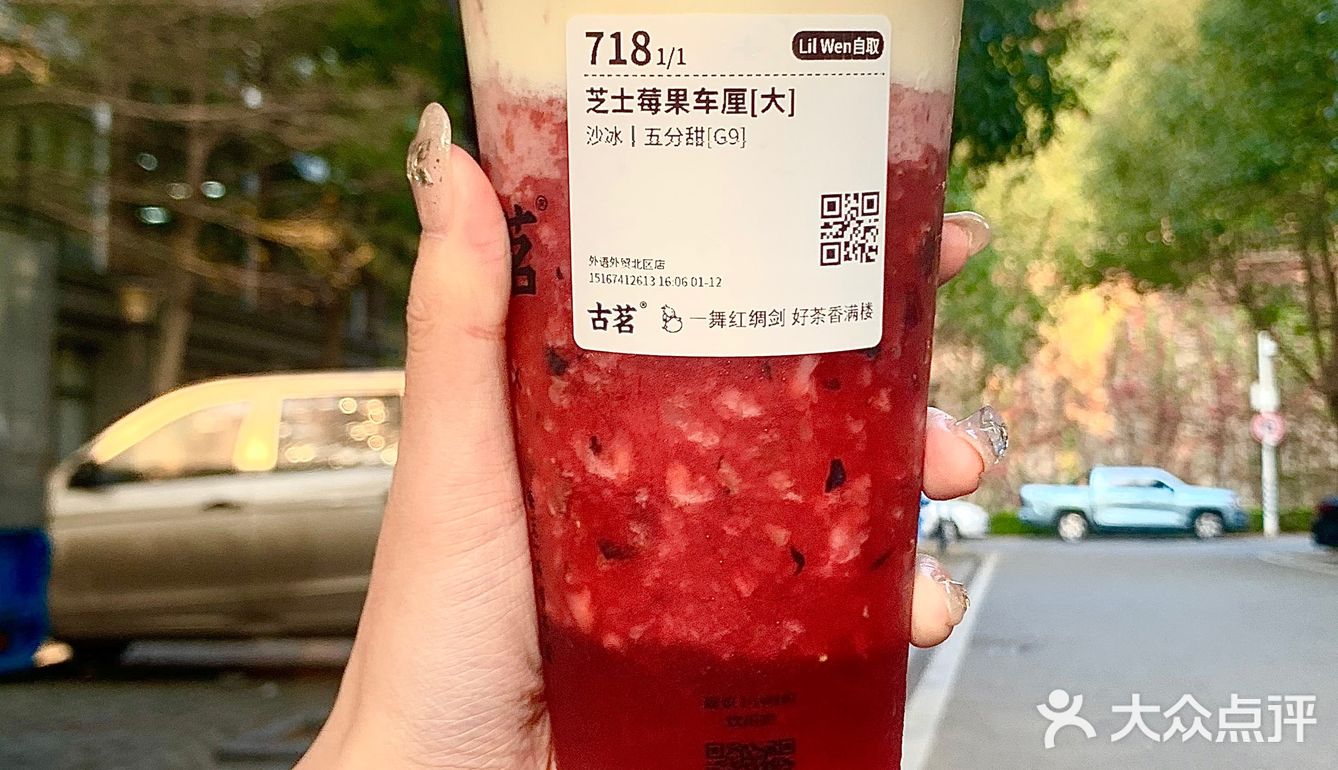 718 1/1
Lil Wen自取
芝士莓果车厘[大]
沙冰 | 五分甜[G9]
外语外贸北区店
15167412613 16:06 01-12
古茗® 一舞红绸剑 好茶香满楼
茗®
大众点评